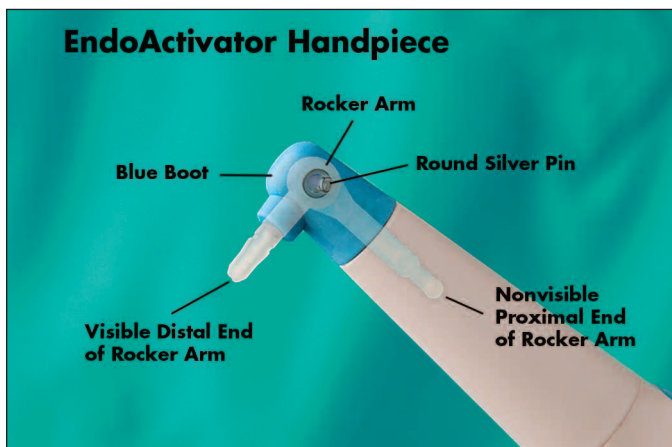 EndoActivator Handpiece
Rocker Arm
Blue Boot
Round Silver Pin
Visible Distal End
of Rocker Arm
Nonvisible
Proximal End
of Rocker Arm